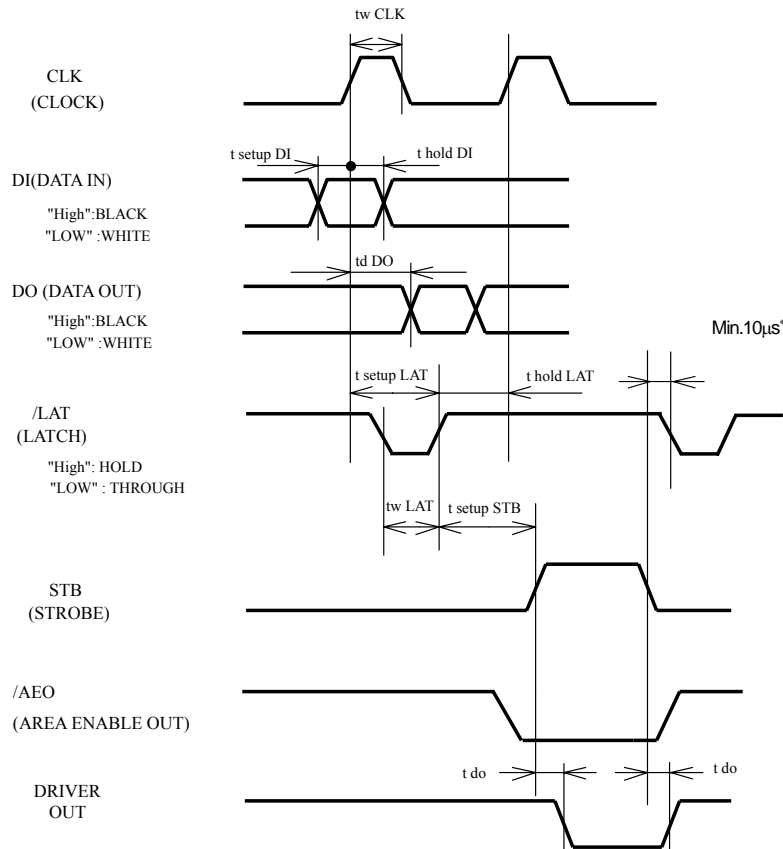 tw CLK
CLK
(CLOCK)
t setup DI
t hold DI
DI(DATA IN)
"High":BLACK
"LOW" :WHITE
td DO
DO (DATA OUT)
"High":BLACK
"LOW" :WHITE
Min.10μs*
t setup LAT
t hold LAT
/LAT
(LATCH)
"High": HOLD
"LOW" : THROUGH
tw LAT
t setup STB
STB
(STROBE)
/AEO
(AREA ENABLE OUT)
t do
t do
DRIVER
OUT